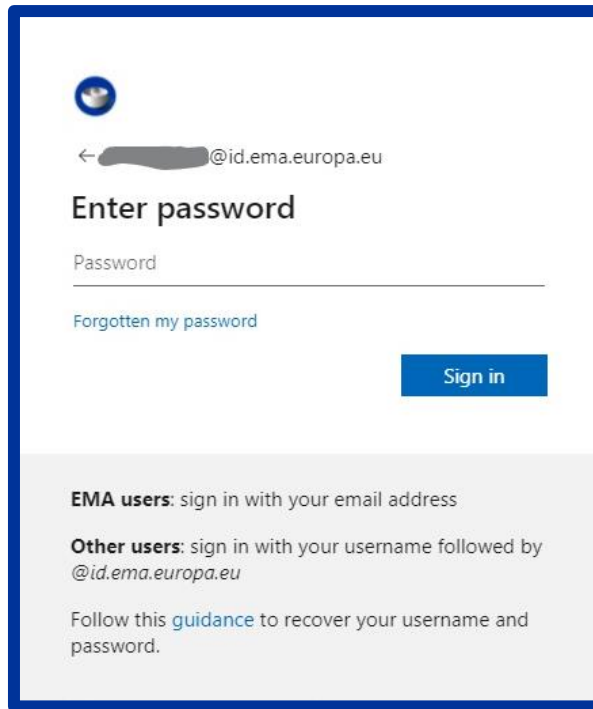 @id.ema.europa.eu
Enter password
Password
Forgotten my password
Sign in
EMA users: sign in with your email address
Other users: sign in with your username followed by
@id.ema.europa.eu
Follow this guidance to recover your username and
password.